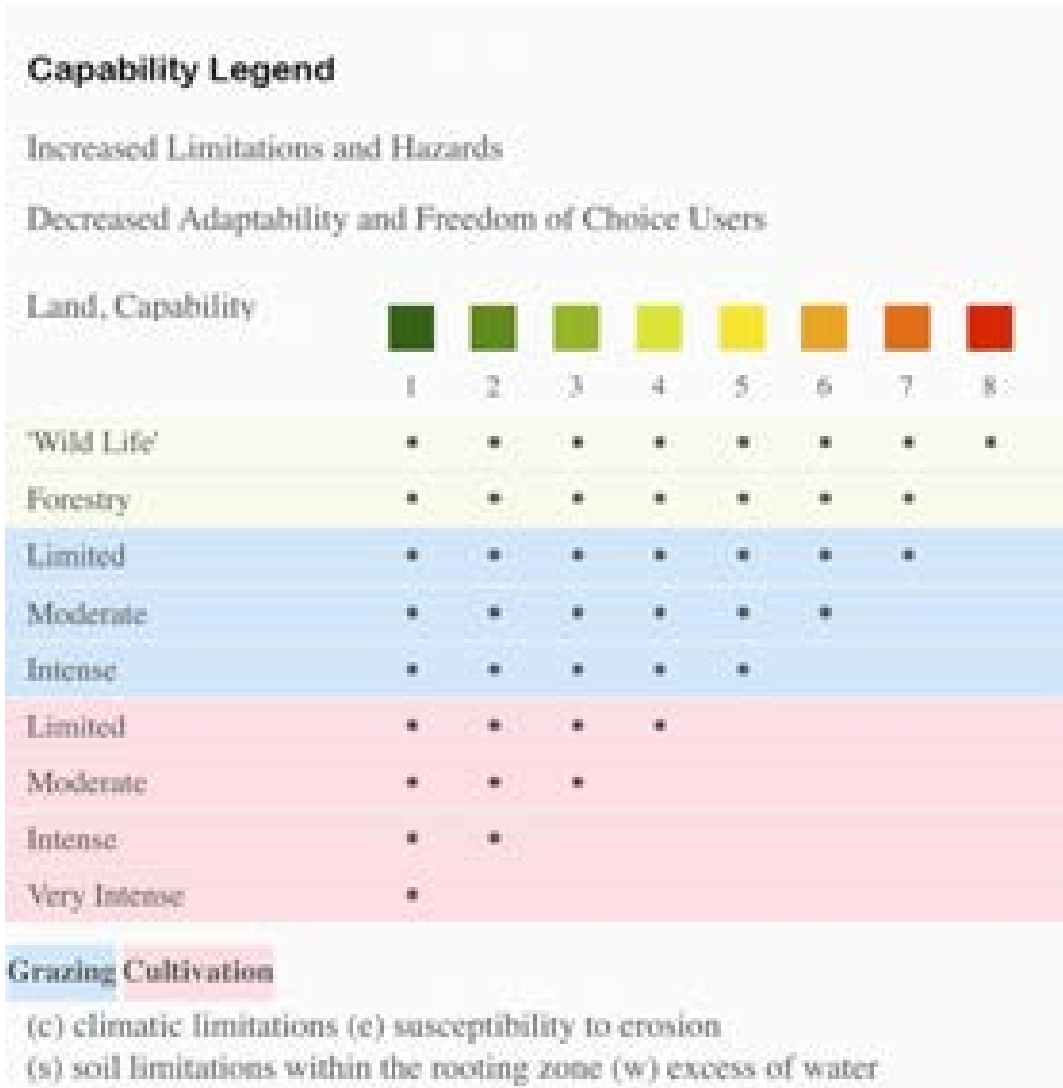 Capability Legend
Increased Limitations and Hazards
Decreased Adaptability and Freedom of Choice Users
Land, Capability
1 2 3 4 5 6 7 8
'Wild Life' • • • • • • • •
Forestry • • • • • • •
Limited • • • • • • •
Moderate • • • • • •
Intense • • • • •
Limited • • • •
Moderate • • •
Intense • •
Very Intense •
Grazing Cultivation
(c) climatic limitations (e) susceptibility to erosion
(s) soil limitations within the rooting zone (w) excess of water